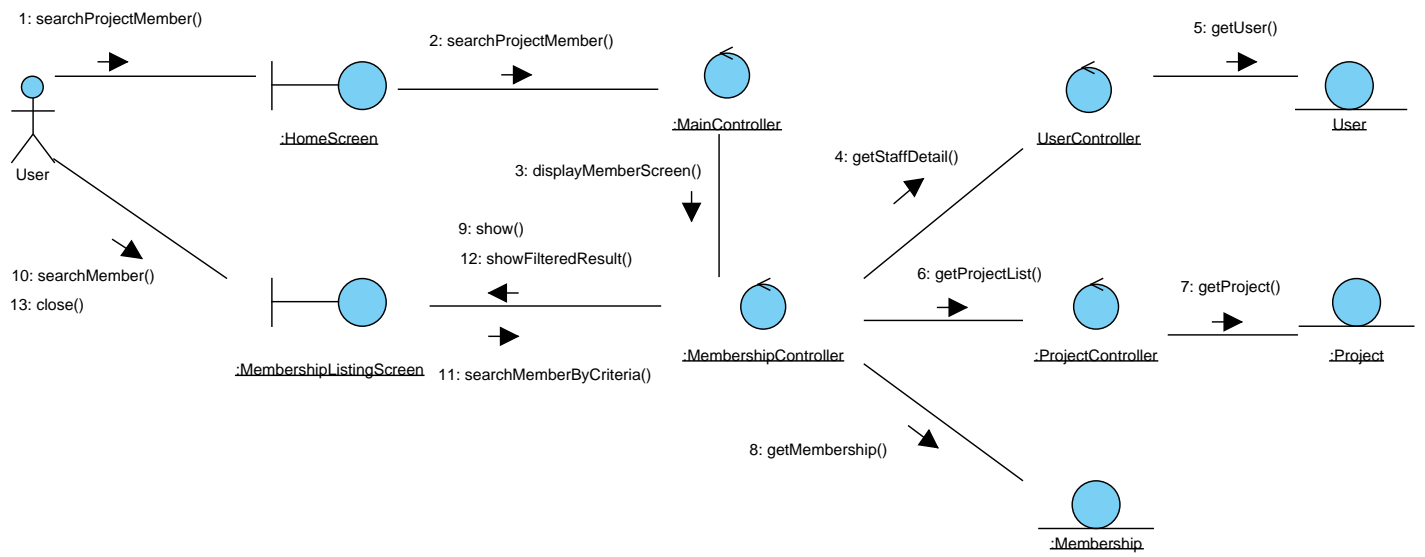 1: searchProjectMember()
2: searchProjectMember()
5: getUser()
:HomeScreen
:MainController
UserController
User
User
3: displayMemberScreen()
4: getStaffDetail()
9: show()
12: showFilteredResult()
10: searchMember()
13: close()
6: getProjectList()
7: getProject()
:MembershipListingScreen
11: searchMemberByCriteria()
:MembershipController
:ProjectController
:Project
8: getMembership()
:Membership